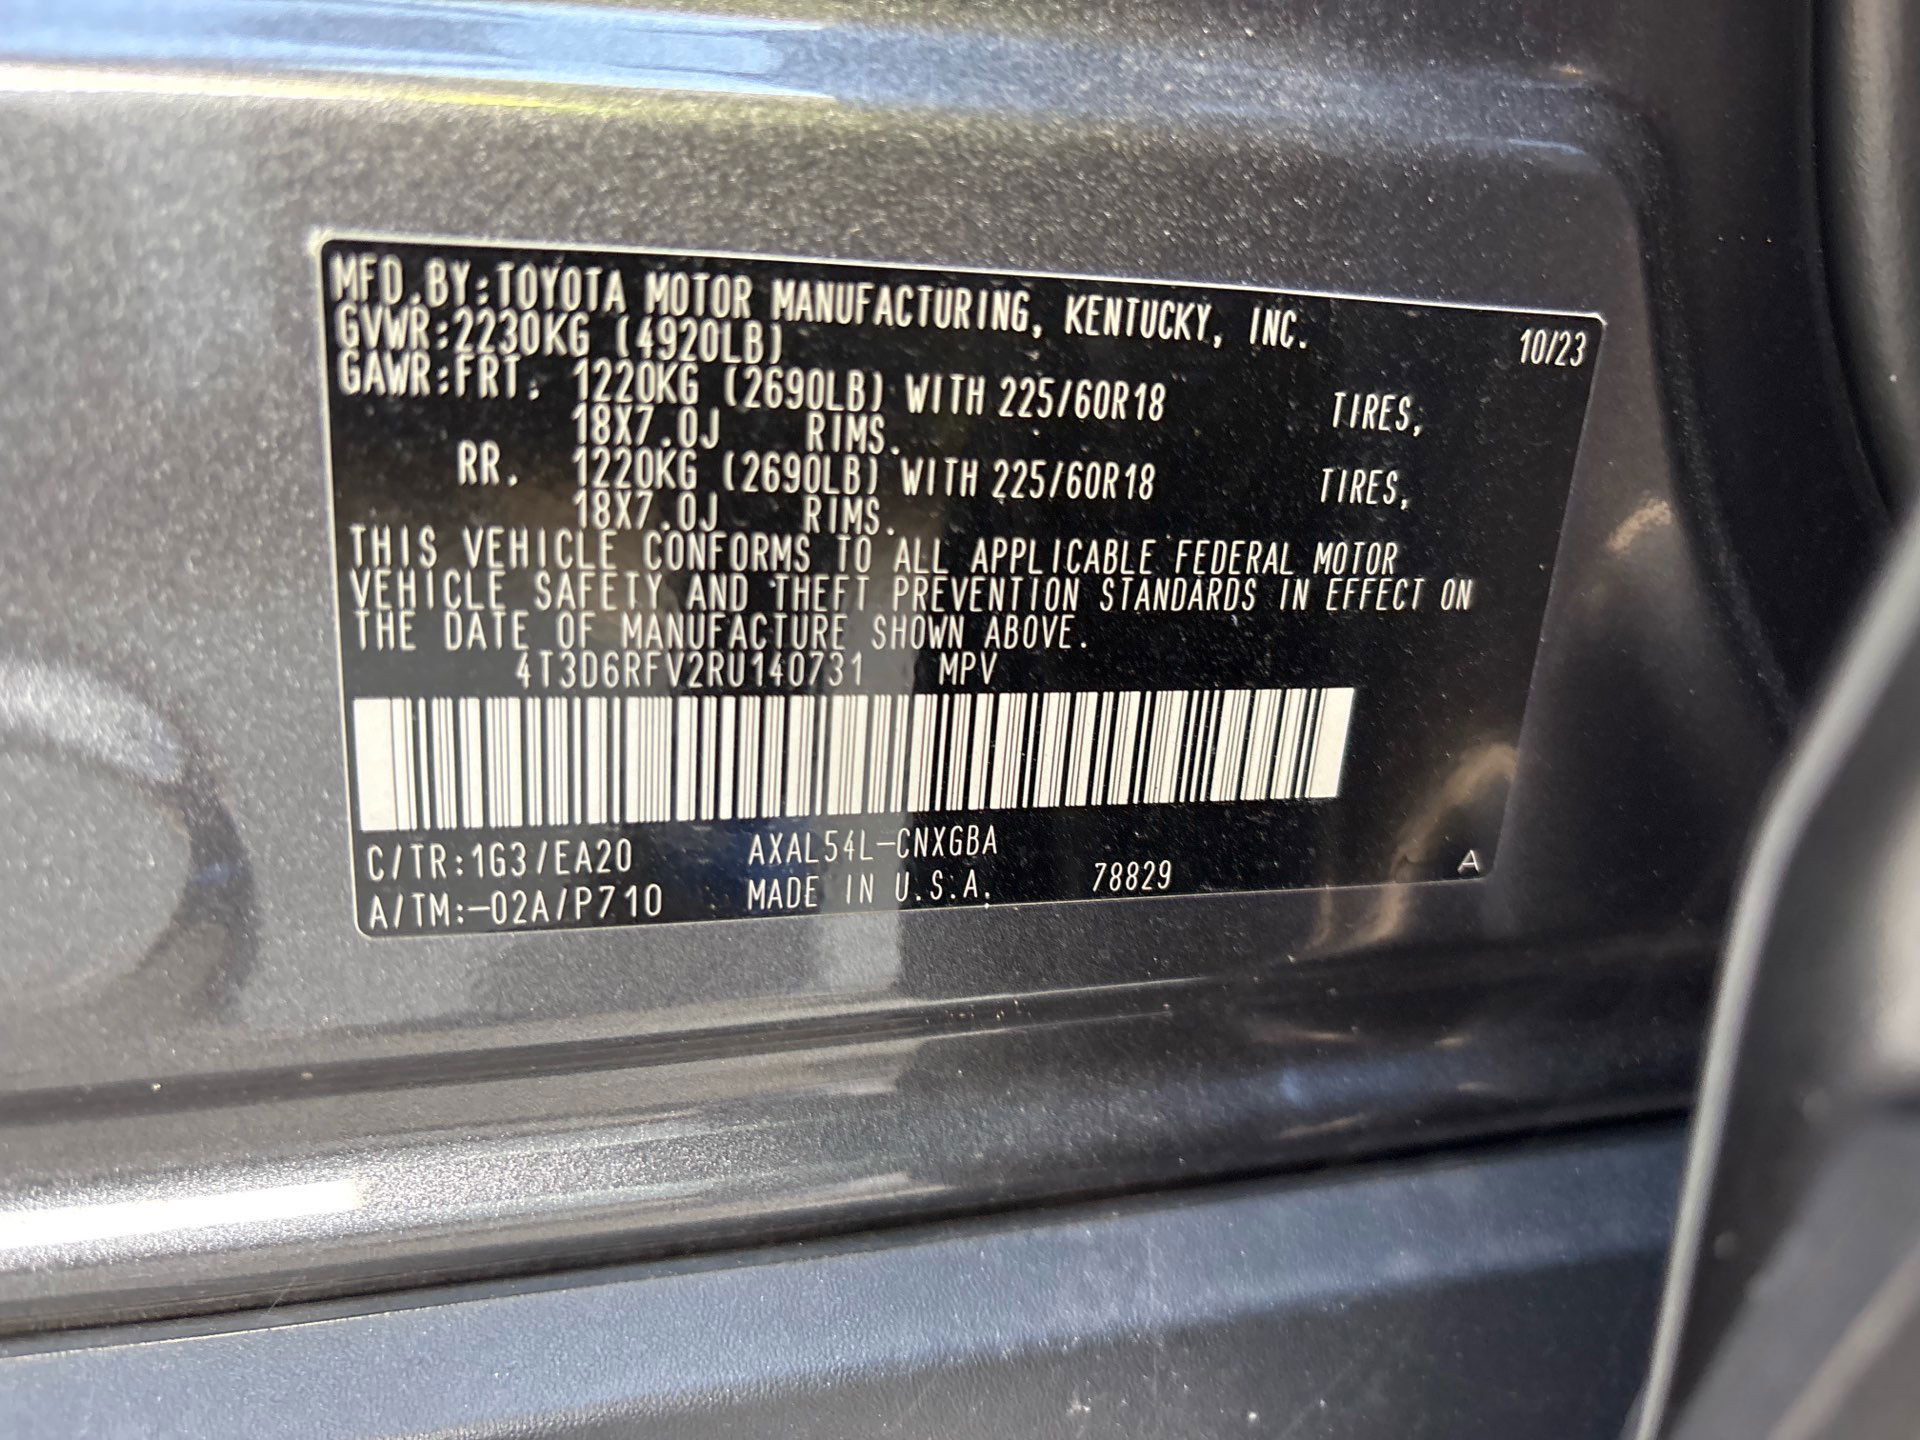 MFD.BY:TOYOTA MOTOR MANUFACTURING, KENTUCKY, INC. 10/23
GVWR:2230KG (4920LB)
GAWR:FRT. 1220KG (2690LB) WITH 225/60R18 TIRES,
18X7.0J RIMS.
RR. 1220KG (2690LB) WITH 225/60R18 TIRES,
18X7.0J RIMS.
THIS VEHICLE CONFORMS TO ALL APPLICABLE FEDERAL MOTOR
VEHICLE SAFETY AND THEFT PREVENTION STANDARDS IN EFFECT ON
THE DATE OF MANUFACTURE SHOWN ABOVE.
4T3D6RFV2RU140731 MPV
C/TR:1G3/EA20 AXAL54L-CNXGBA
A/TM:-02A/P710 MADE IN U.S.A. 78829 A